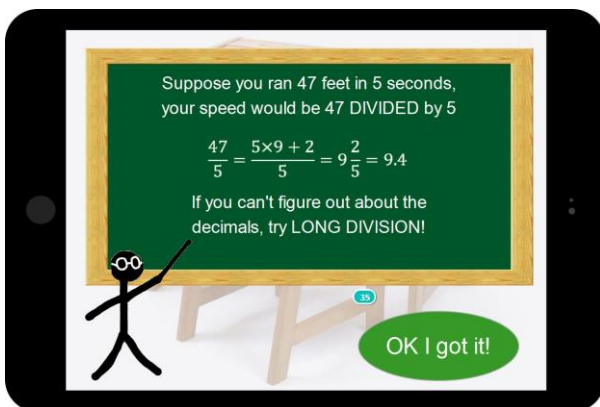 Suppose you ran 47 feet in 5 seconds,
your speed would be 47 DIVIDED by 5
47/5 = (5×9 + 2)/5 = 9 2/5 = 9.4
If you can't figure out about the
decimals, try LONG DIVISION!
35
OK I got it!